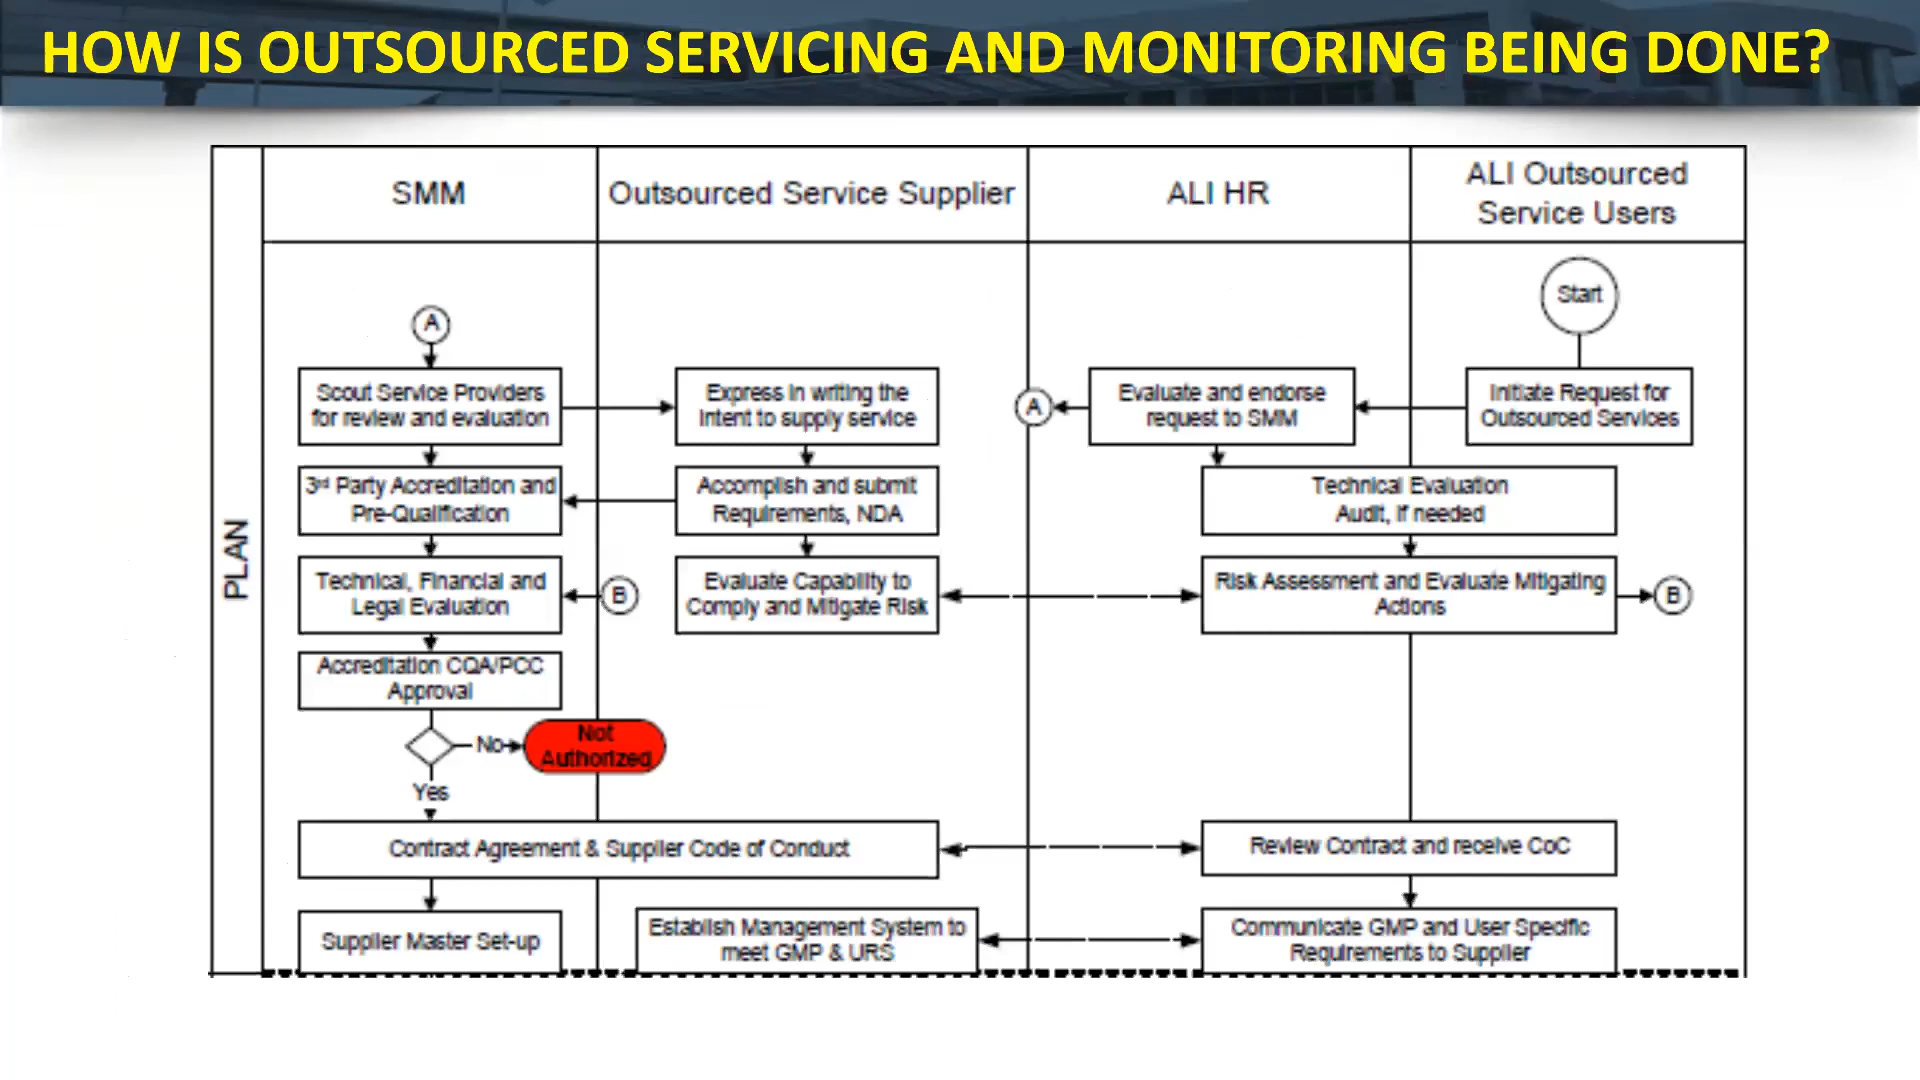 HOW IS OUTSOURCED SERVICING AND MONITORING BEING DONE?
SMM
Outsourced Service Supplier
ALI HR
ALI Outsourced
Service Users
PLAN
Start
A
Scout Service Providers
for review and evaluation
Express in writing the
Intent to supply service
A
Evaluate and endorse
request to SMM
Initiate Request for
Outsourced Services
3rd Party Accreditation and
Pre-Qualification
Accomplish and submit
Requirements, NDA
Technical Evaluation
Audit, if needed
Technical, Financial and
Legal Evaluation
B
Evaluate Capability to
Comply and Mitigate Risk
Risk Assessment and Evaluate Mitigating
Actions
B
Accreditation CQA/PCC
Approval
No
Not
Authorized
Yes
Contract Agreement & Supplier Code of Conduct
Review Contract and receive CoC
Supplier Master Set-up
Establish Management System to
meet GMP & URS
Communicate GMP and User Specific
Requirements to Supplier